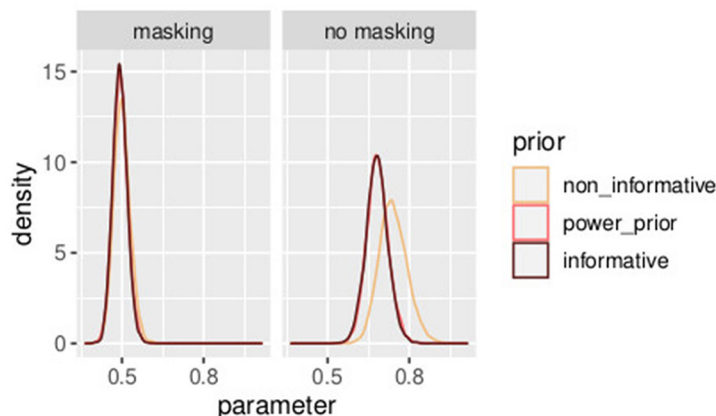 masking
no masking
15
10
5
0
density
0.5
0.8
0.5
0.8
parameter
prior
non_informative
power_prior
informative